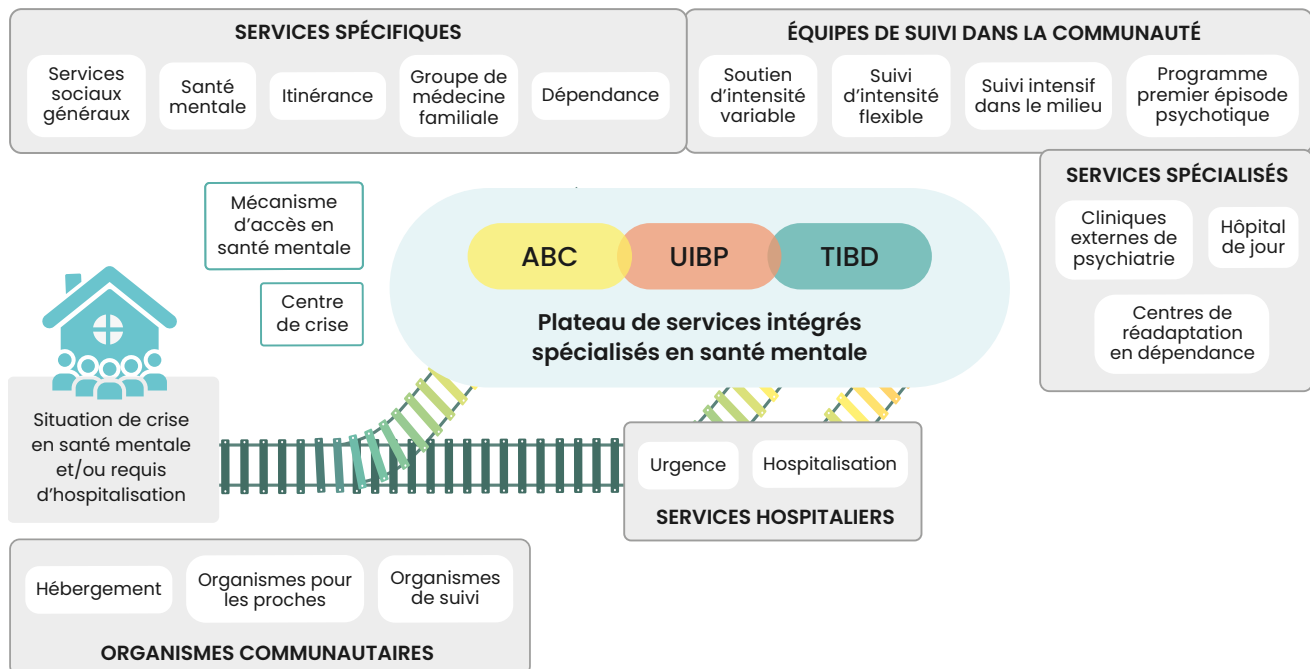 SERVICES SPÉCIFIQUES
Services
sociaux
généraux
Santé
mentale
Itinérance
Groupe de
médecine
familiale
Dépendance
ÉQUIPES DE SUIVI DANS LA COMMUNAUTÉ
Soutien
d’intensité
variable
Suivi
d’intensité
flexible
Suivi intensif
dans le milieu
Programme
premier épisode
psychotique
SERVICES SPÉCIALISÉS
Cliniques
externes de
psychiatrie
Hôpital
de jour
Centres de
réadaptation
en dépendance
Mécanisme
d’accès en
santé mentale
Centre
de crise
ABC
UIBP
TIBD
Plateau de services intégrés
spécialisés en santé mentale
Situation de crise
en santé mentale
et/ou requis
d’hospitalisation
Urgence
Hospitalisation
SERVICES HOSPITALIERS
Hébergement
Organismes pour
les proches
Organismes
de suivi
ORGANISMES COMMUNAUTAIRES